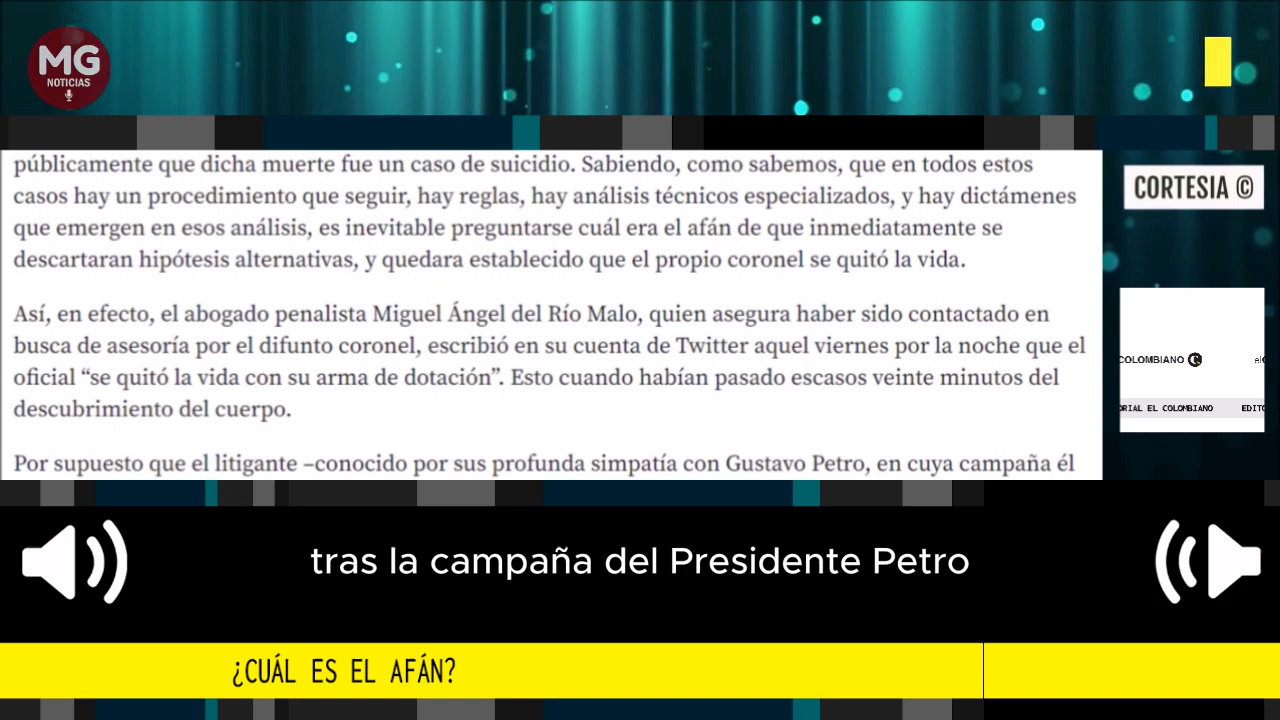 MG
NOTICIAS
públicamente que dicha muerte fue un caso de suicidio. Sabiendo, como sabemos, que en todos estos
casos hay un procedimiento que seguir, hay reglas, hay análisis técnicos especializados, y hay dictámenes
que emergen en esos análisis, es inevitable preguntarse cuál era el afán de que inmediatamente se
descartaran hipótesis alternativas, y quedara establecido que el propio coronel se quitó la vida.
Así, en efecto, el abogado penalista Miguel Ángel del Río Malo, quien asegura haber sido contactado en
busca de asesoría por el difunto coronel, escribió en su cuenta de Twitter aquel viernes por la noche que el
oficial “se quitó la vida con su arma de dotación”. Esto cuando habían pasado escasos veinte minutos del
descubrimiento del cuerpo.
Por supuesto que el litigante –conocido por sus profunda simpatía con Gustavo Petro, en cuya campaña él
CORTESIA ©
COLOMBIANO
EL COLOMBIANO
tras la campaña del Presidente Petro
¿CUÁL ES EL AFÁN?